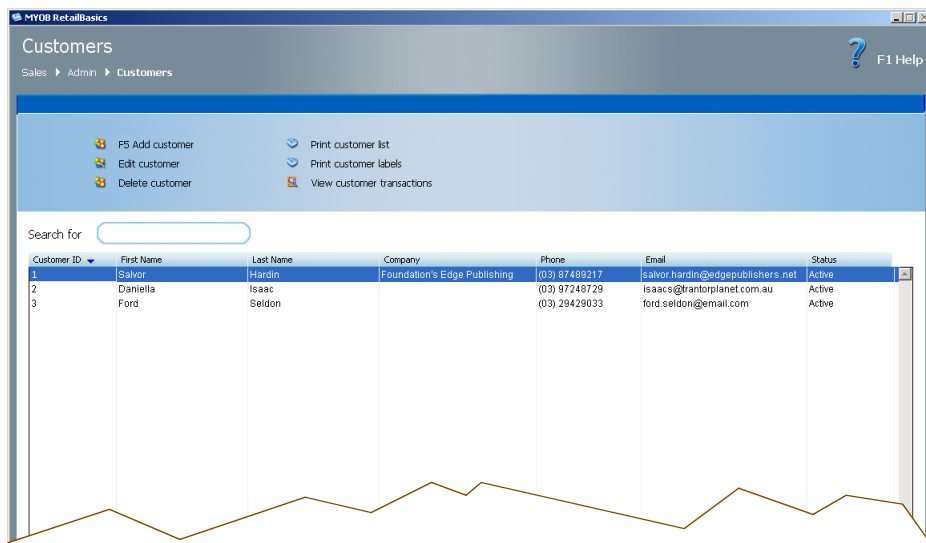 MYOB RetailBasics
Customers
F1 Help
Sales Admin Customers
F5 Add customer Print customer list
Edit customer Print customer labels
Delete customer View customer transactions
Search for
Customer ID First Name Last Name Company Phone Email Status
1 Salvor Hardin Foundation's Edge Publishing (03) 87489217 salvor.hardin@edgepublishers.net Active
2 Daniella Isaac (03) 97248729 isaacs@trantorplanet.com.au Active
3 Ford Seldon (03) 29429033 ford.seldon@email.com Active